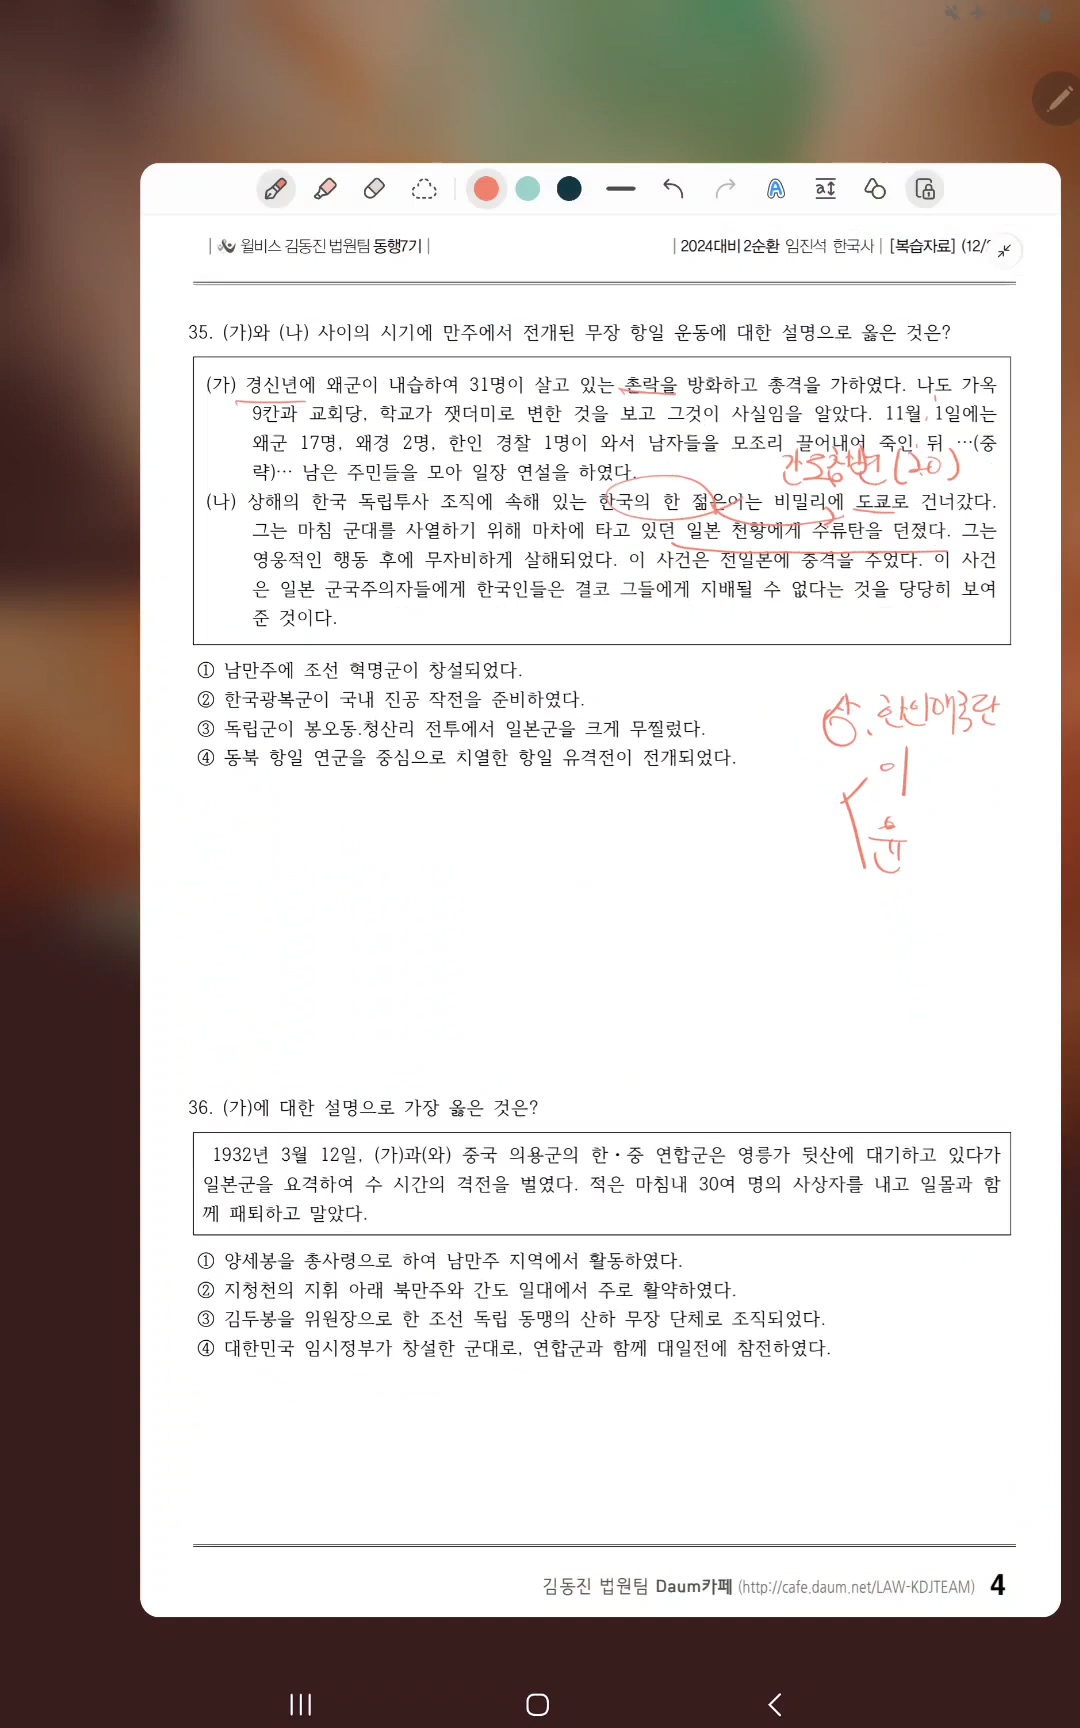 윌비스 김동진 법원팀 동행7기
2024대비 2순환 임진석 한국사 | [복습자료] (12/
35. (가)와 (나) 사이의 시기에 만주에서 전개된 무장 항일 운동에 대한 설명으로 옳은 것은?
(가) 경신년에 왜군이 내습하여 31명이 살고 있는 촌락을 방화하고 총격을 가하였다. 나도 가옥
9칸과 교회당, 학교가 잿더미로 변한 것을 보고 그것이 사실임을 알았다. 11월 1일에는
왜군 17명, 왜경 2명, 한인 경찰 1명이 와서 남자들을 모조리 끌어내어 죽인 뒤 …(중
략)… 남은 주민들을 모아 일장 연설을 하였다.
간도참변(20)
(나) 상해의 한국 독립투사 조직에 속해 있는 한국의 한 젊은이는 비밀리에 도쿄로 건너갔다.
그는 마침 군대를 사열하기 위해 마차에 타고 있던 일본 천황에게 수류탄을 던졌다. 그는
영웅적인 행동 후에 무자비하게 살해되었다. 이 사건은 전일본에 충격을 주었다. 이 사건
은 일본 군국주의자들에게 한국인들은 결코 그들에게 지배될 수 없다는 것을 당당히 보여
준 것이다.
① 남만주에 조선 혁명군이 창설되었다.
② 한국광복군이 국내 진공 작전을 준비하였다.
③ 독립군이 봉오동.청산리 전투에서 일본군을 크게 무찔렀다.
④ 동북 항일 연군을 중심으로 치열한 항일 유격전이 전개되었다.
상. 한인애국단
이
윤
36. (가)에 대한 설명으로 가장 옳은 것은?
1932년 3월 12일, (가)과(와) 중국 의용군의 한·중 연합군은 영릉가 뒷산에 대기하고 있다가
일본군을 요격하여 수 시간의 격전을 벌였다. 적은 마침내 30여 명의 사상자를 내고 일몰과 함
께 패퇴하고 말았다.
① 양세봉을 총사령으로 하여 남만주 지역에서 활동하였다.
② 지청천의 지휘 아래 북만주와 간도 일대에서 주로 활약하였다.
③ 김두봉을 위원장으로 한 조선 독립 동맹의 산하 무장 단체로 조직되었다.
④ 대한민국 임시정부가 창설한 군대로, 연합군과 함께 대일전에 참전하였다.
김동진 법원팀 Daum카페 (http://cafe.daum.net/LAW-KDJTEAM) 4